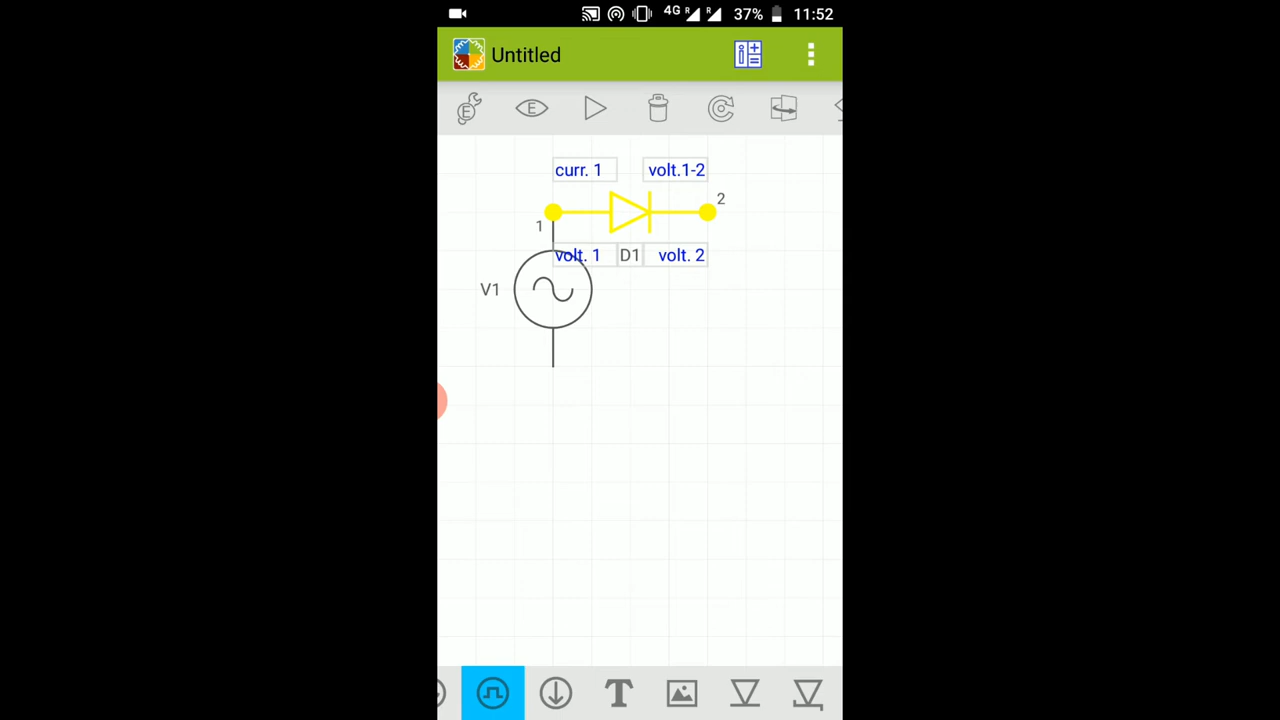 4G R R 37% 11:52
Untitled
E E
curr. 1 volt.1-2
2
1
volt. 1 D1 volt. 2
V1
T